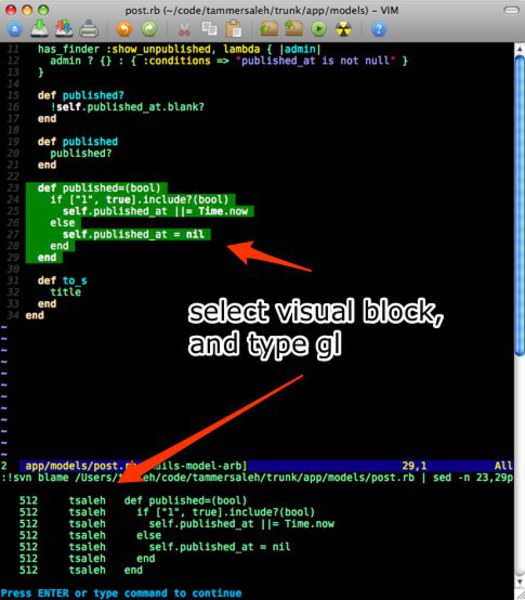 post.rb (~/code/tammersaleh/trunk/app/models) – VIM
11 has_finder :show_unpublished, lambda { |admin|
12 admin ? {} : { :conditions => "published_at is not null" }
13 }
14
15 def published?
16 !self.published_at.blank?
17 end
18
19 def published
20 published?
21 end
22
23 def published=(bool)
24 if ["1", true].include?(bool)
25 self.published_at ||= Time.now
26 else
27 self.published_at = nil
28 end
29 end
30
31 def to_s
32 title
33 end
34 end
select visual block,
and type gl
~
~
~
~
~
~
~
~
~
~
~
~
2 app/models/post.rb ails-model-arb] 29,1 All
:!svn blame /Users/t leh/code/tammersaleh/trunk/app/models/post.rb | sed -n 23,29p
512 tsaleh def published=(bool)
512 tsaleh if ["1", true].include?(bool)
512 tsaleh self.published_at ||= Time.now
512 tsaleh else
512 tsaleh self.published_at = nil
512 tsaleh end
512 tsaleh end
Press ENTER or type command to continue